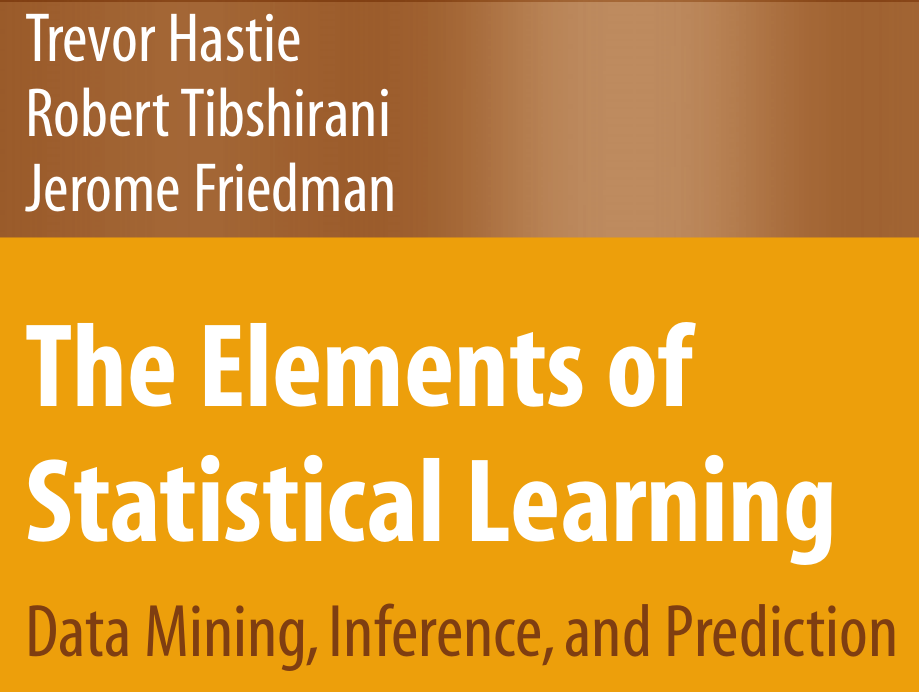 Trevor Hastie
Robert Tibshirani
Jerome Friedman
The Elements of
Statistical Learning
Data Mining, Inference, and Prediction